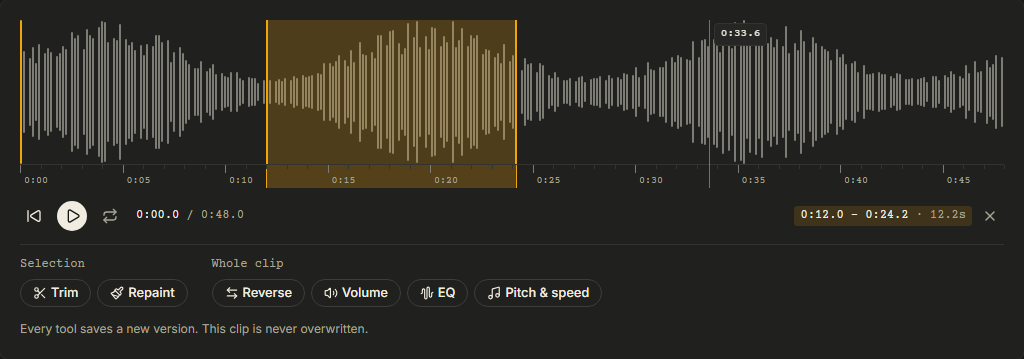 0:33.6
0:00 0:05 0:10 0:15 0:20 0:25 0:30 0:35 0:40 0:45
0:00.0 / 0:48.0 0:12.0 – 0:24.2 · 12.2s
Selection Whole clip
Trim Repaint Reverse Volume EQ Pitch & speed
Every tool saves a new version. This clip is never overwritten.